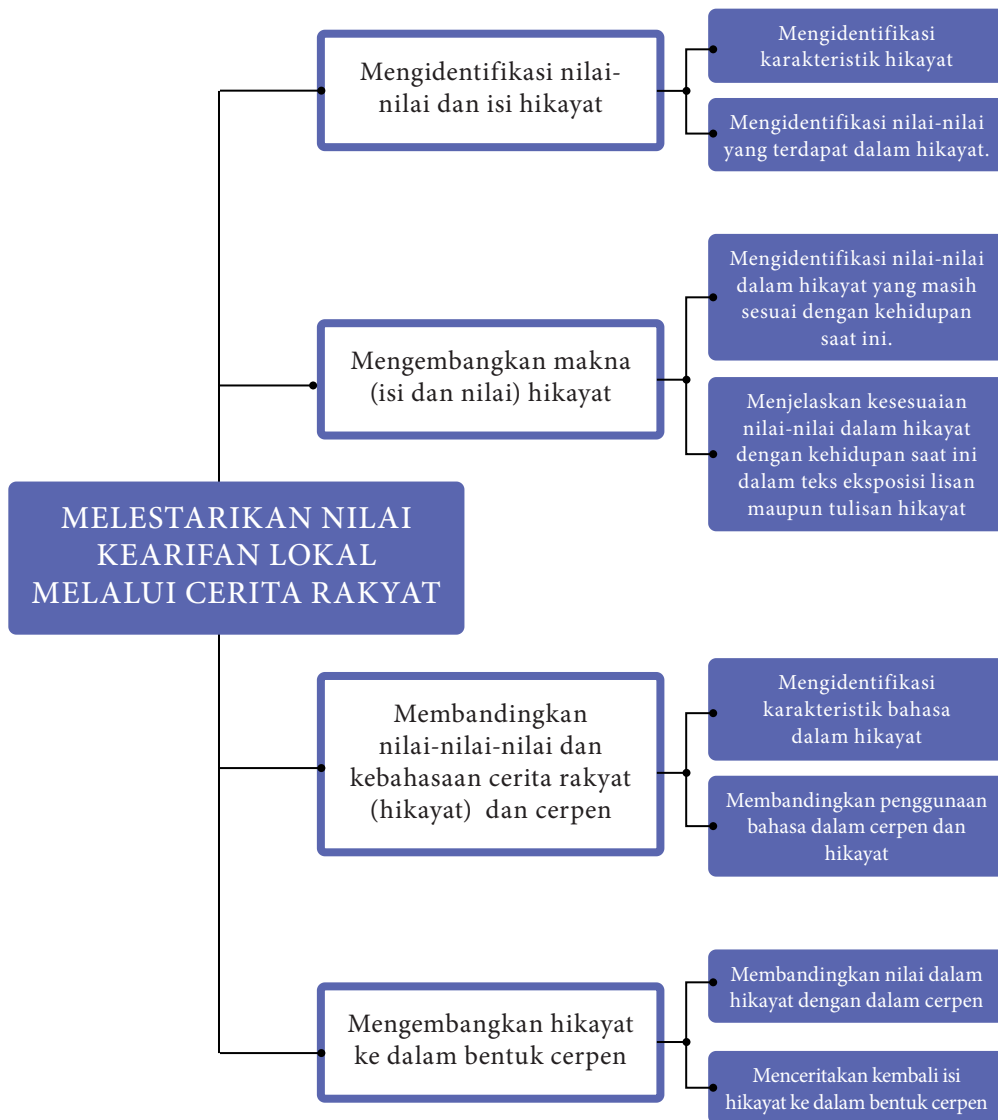 MELESTARIKAN NILAI
KEARIFAN LOKAL
MELALUI CERITA RAKYAT
Mengidentifikasi nilai-
nilai dan isi hikayat
Mengidentifikasi
karakteristik hikayat
Mengidentifikasi nilai-nilai
yang terdapat dalam hikayat.
Mengembangkan makna
(isi dan nilai) hikayat
Mengidentifikasi nilai-nilai
dalam hikayat yang masih
sesuai dengan kehidupan
saat ini.
Menjelaskan kesesuaian
nilai-nilai dalam hikayat
dengan kehidupan saat ini
dalam teks eksposisi lisan
maupun tulisan hikayat
Membandingkan
nilai-nilai-nilai dan
kebahasaan cerita rakyat
(hikayat) dan cerpen
Mengidentifikasi
karakteristik bahasa
dalam hikayat
Membandingkan penggunaan
bahasa dalam cerpen dan
hikayat
Mengembangkan hikayat
ke dalam bentuk cerpen
Membandingkan nilai dalam
hikayat dengan dalam cerpen
Menceritakan kembali isi
hikayat ke dalam bentuk cerpen